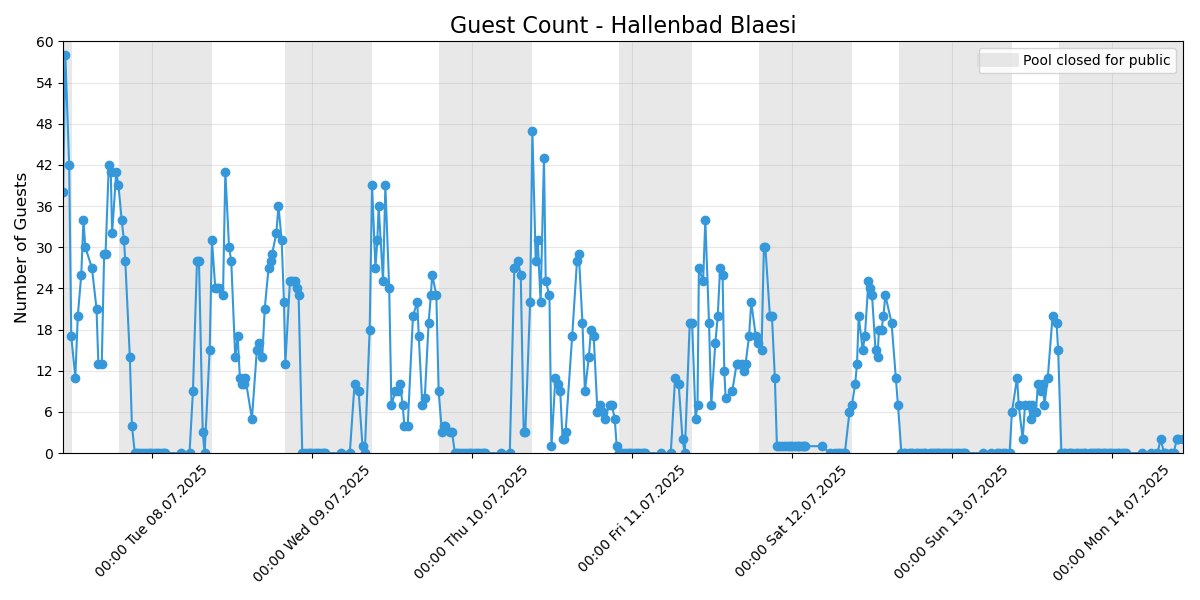 Guest Count - Hallenbad Blaesi
Pool closed for public
Number of Guests
60
54
48
42
36
30
24
18
12
6
0
00:00 Tue 08.07.2025
00:00 Wed 09.07.2025
00:00 Thu 10.07.2025
00:00 Fri 11.07.2025
00:00 Sat 12.07.2025
00:00 Sun 13.07.2025
00:00 Mon 14.07.2025